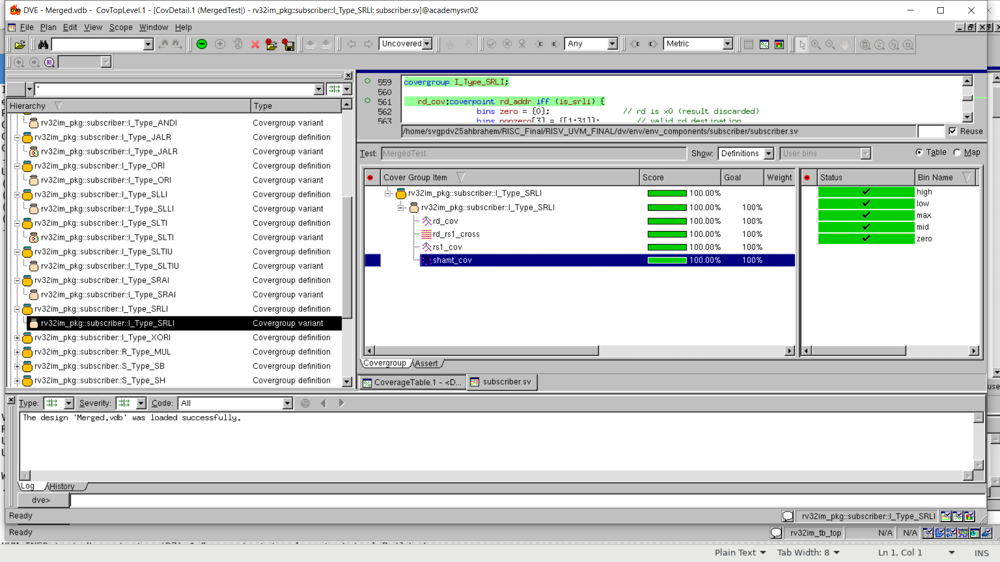 DVE - Merged.vdb - CovTopLevel.1 - [CovDetail.1 (MergedTest|) - rv32im_pkg::subscriber::I_Type_SRLI: subscriber.sv]@academysvr02
File Plan Edit View Scope Window Help
Uncovered Any Metric
*
Hierarchy Type
rv32im_pkg::subscriber::I_Type_ANDI Covergroup variant
rv32im_pkg::subscriber::I_Type_JALR Covergroup definition
rv32im_pkg::subscriber::I_Type_JALR Covergroup variant
rv32im_pkg::subscriber::I_Type_ORI Covergroup definition
rv32im_pkg::subscriber::I_Type_ORI Covergroup variant
rv32im_pkg::subscriber::I_Type_SLLI Covergroup definition
rv32im_pkg::subscriber::I_Type_SLLI Covergroup variant
rv32im_pkg::subscriber::I_Type_SLTI Covergroup definition
rv32im_pkg::subscriber::I_Type_SLTI Covergroup variant
rv32im_pkg::subscriber::I_Type_SLTIU Covergroup definition
rv32im_pkg::subscriber::I_Type_SLTIU Covergroup variant
rv32im_pkg::subscriber::I_Type_SRAI Covergroup definition
rv32im_pkg::subscriber::I_Type_SRAI Covergroup variant
rv32im_pkg::subscriber::I_Type_SRLI Covergroup definition
rv32im_pkg::subscriber::I_Type_SRLI Covergroup variant
rv32im_pkg::subscriber::I_Type_XORI Covergroup definition
rv32im_pkg::subscriber::R_Type_MUL Covergroup definition
rv32im_pkg::subscriber::S_Type_SB Covergroup definition
rv32im_pkg::subscriber::S_Type_SH Covergroup definition
559 covergroup I_Type_SRLI;
560
561 rd_cov:coverpoint rd_addr iff (is_srli) {
562 bins zero = {0}; // rd is x0 (result discarded)
563 bins nonzero[3] = {[1:31]}; // valid rd destination
/home/svgpdv25ahbrahem/RISC_Final/RISV_UVM_FINAL/dv/env/env_components/subscriber/subscriber.sv Reuse
Test: MergedTest Show: Definitions User bins Table Map
Cover Group Item Score Goal Weight
rv32im_pkg::subscriber::I_Type_SRLI 100.00%
rv32im_pkg::subscriber::I_Type_SRLI 100.00% 100%
rd_cov 100.00% 100%
rd_rs1_cross 100.00% 100%
rs1_cov 100.00% 100%
shamt_cov 100.00% 100%
Status Bin Name
high
low
max
mid
zero
Covergroup Assert
CoverageTable.1 - <D... subscriber.sv
Type: Severity: Code: All
The design 'Merged.vdb' was loaded successfully.
Log History
dve>
Ready rv32im_pkg::subscriber::I_Type_SRLI
Ready rv32im_tb_top N/A N/A
Plain Text Tab Width: 8 Ln 1, Col 1 INS